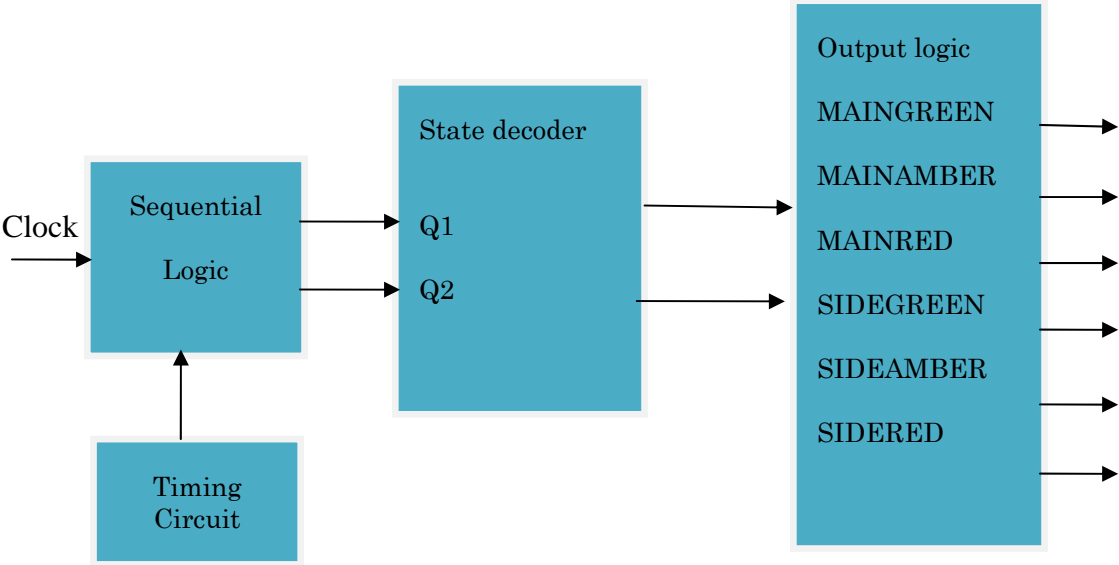 Clock
Sequential
Logic
Timing
Circuit
State decoder
Q1
Q2
Output logic
MAINGREEN
MAINAMBER
MAINRED
SIDEGREEN
SIDEAMBER
SIDERED